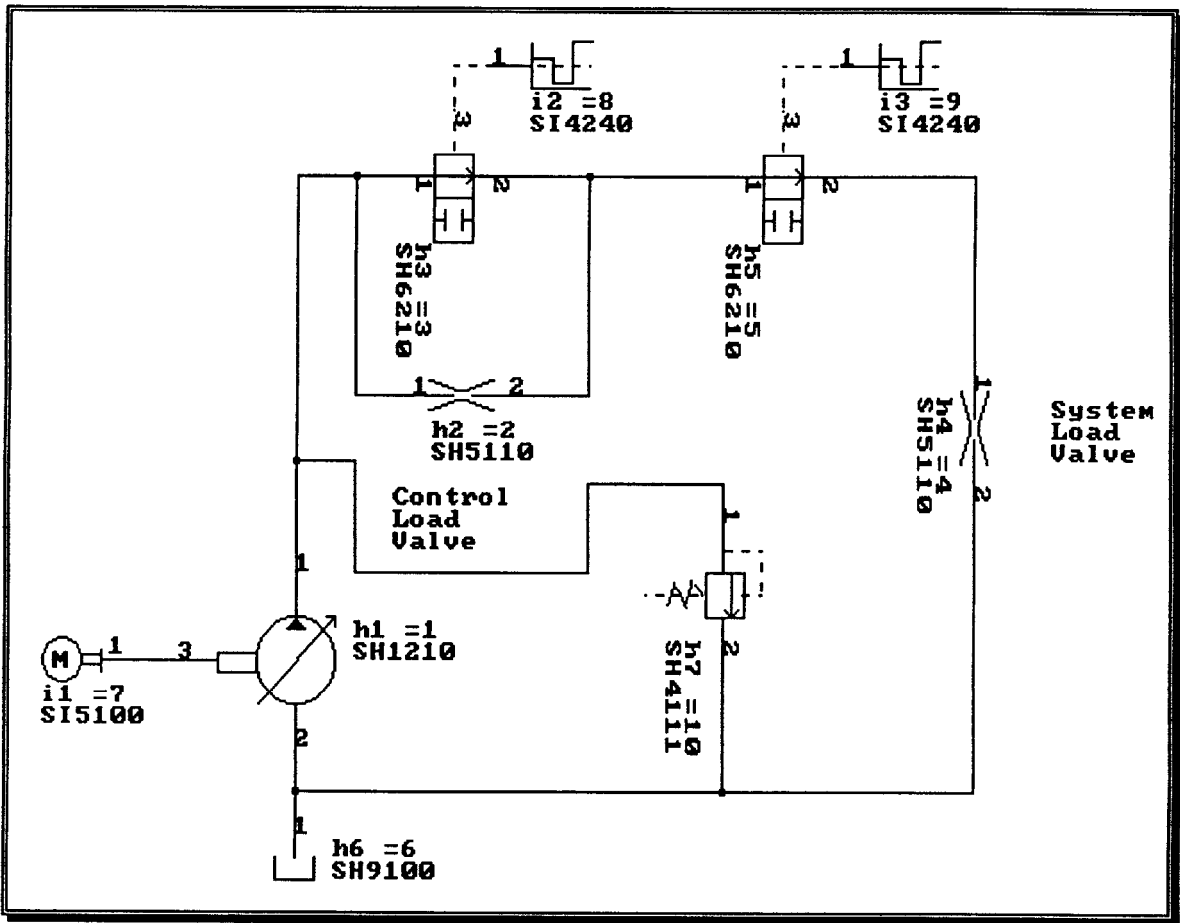 1
i2 =8
SI4240
3
1
i3 =9
SI4240
3
1
2
h3 =3
SH6210
1
2
h5 =5
SH6210
1
2
h2 =2
SH5110
1
h4 =4
SH5110
2
System
Load
Valve
Control
Load
Valve
1
1
h1 =1
SH1210
1
3
M
i1 =7
SI5100
2
2
h7 =10
SH4111
1
h6 =6
SH9100